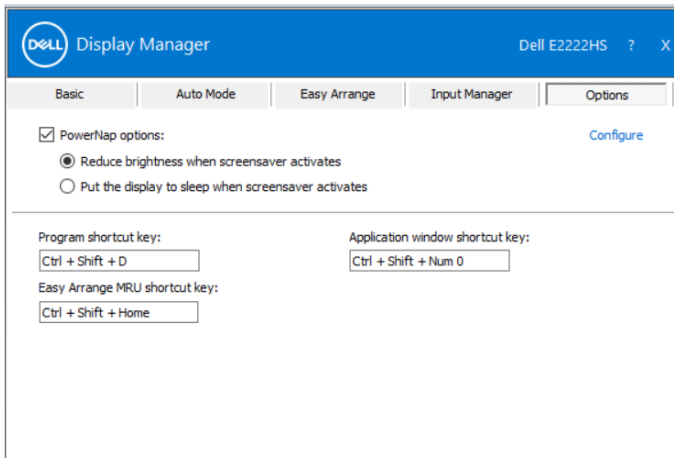 DELL Display Manager Dell E2222HS ? X
Basic Auto Mode Easy Arrange Input Manager Options
PowerNap options: Configure
Reduce brightness when screensaver activates
Put the display to sleep when screensaver activates
Program shortcut key: Application window shortcut key:
Ctrl + Shift + D Ctrl + Shift + Num 0
Easy Arrange MRU shortcut key:
Ctrl + Shift + Home